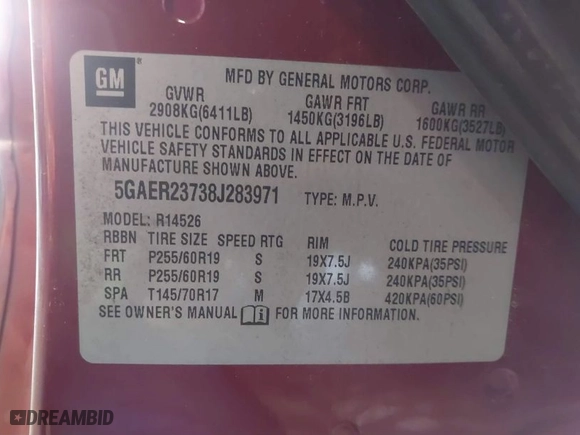 GM
MFD BY GENERAL MOTORS CORP.
GVWR GAWR FRT GAWR RR
2908KG(6411LB) 1450KG(3196LB) 1600KG(3527LB)
THIS VEHICLE CONFORMS TO ALL APPLICABLE U.S. FEDERAL MOTOR
VEHICLE SAFETY STANDARDS IN EFFECT ON THE DATE OF
MANUFACTURE SHOWN ABOVE.
5GAER23738J283971 TYPE: M.P.V.
MODEL: R14526
RBBN TIRE SIZE SPEED RTG RIM COLD TIRE PRESSURE
FRT P255/60R19 S 19X7.5J 240KPA(35PSI)
RR P255/60R19 S 19X7.5J 240KPA(35PSI)
SPA T145/70R17 M 17X4.5B 420KPA(60PSI)
SEE OWNER'S MANUAL FOR MORE INFORMATION.
DREAMBID